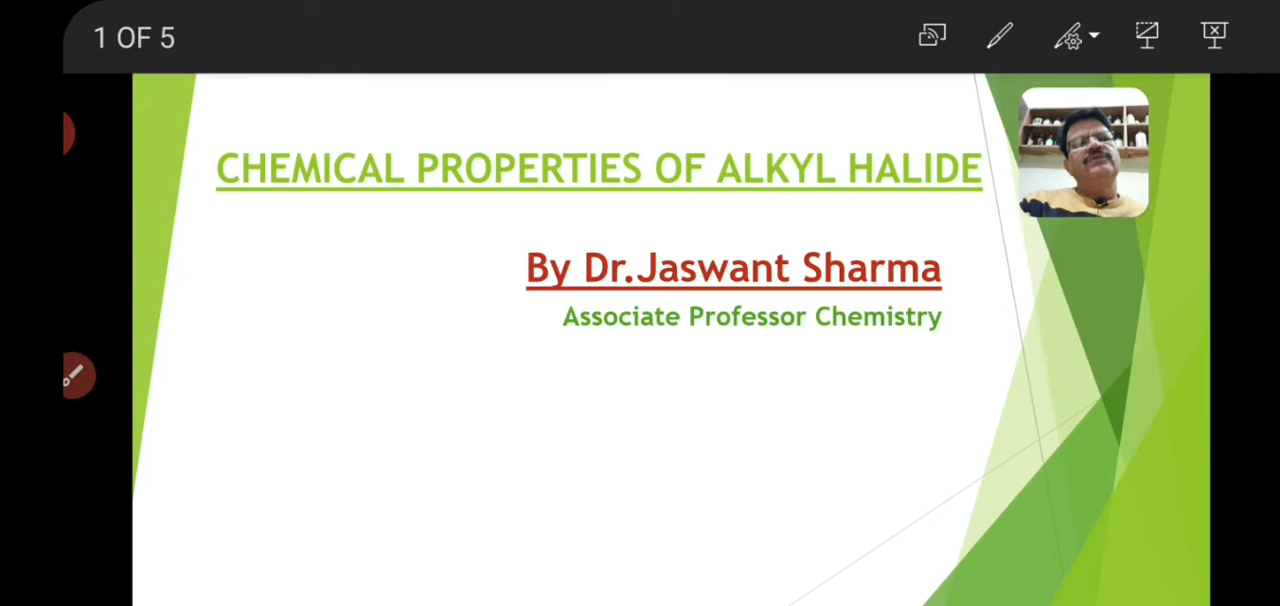 1 OF 5
CHEMICAL PROPERTIES OF ALKYL HALIDE
By Dr.Jaswant Sharma
Associate Professor Chemistry